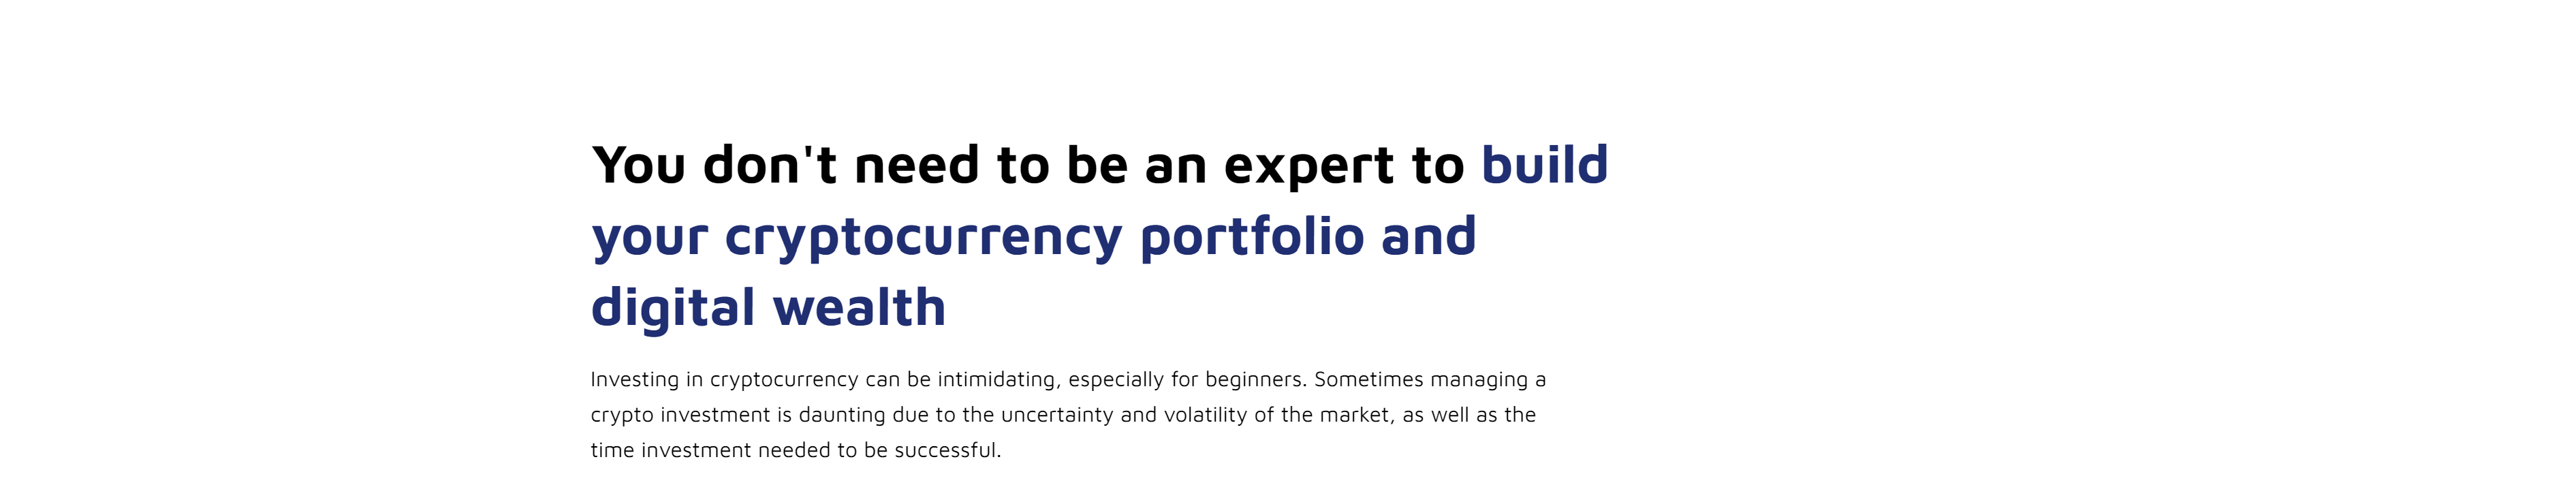 You don't need to be an expert to build
your cryptocurrency portfolio and
digital wealth
Investing in cryptocurrency can be intimidating, especially for beginners. Sometimes managing a
crypto investment is daunting due to the uncertainty and volatility of the market, as well as the
time investment needed to be successful.